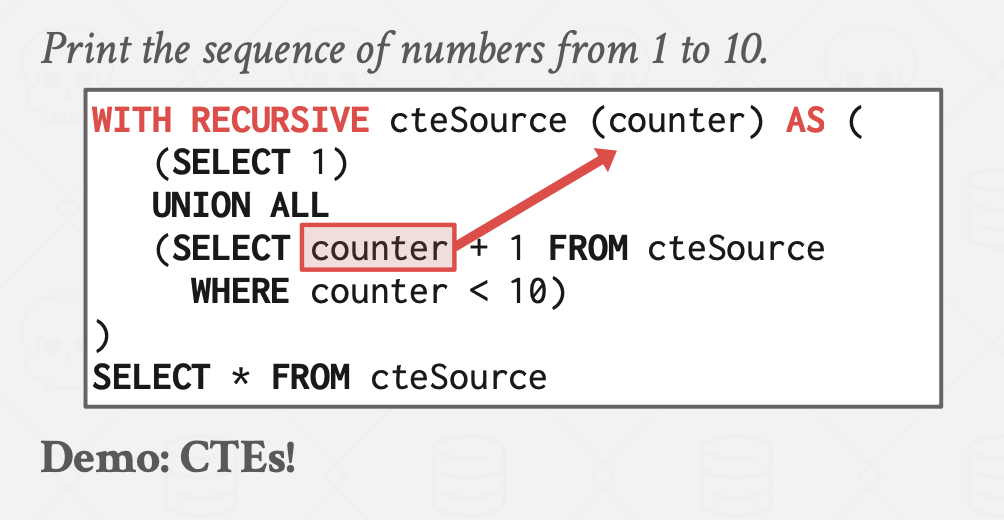 Print the sequence of numbers from 1 to 10.
WITH RECURSIVE cteSource (counter) AS (
(SELECT 1)
UNION ALL
(SELECT counter + 1 FROM cteSource
WHERE counter < 10)
)
SELECT * FROM cteSource
Demo: CTEs!